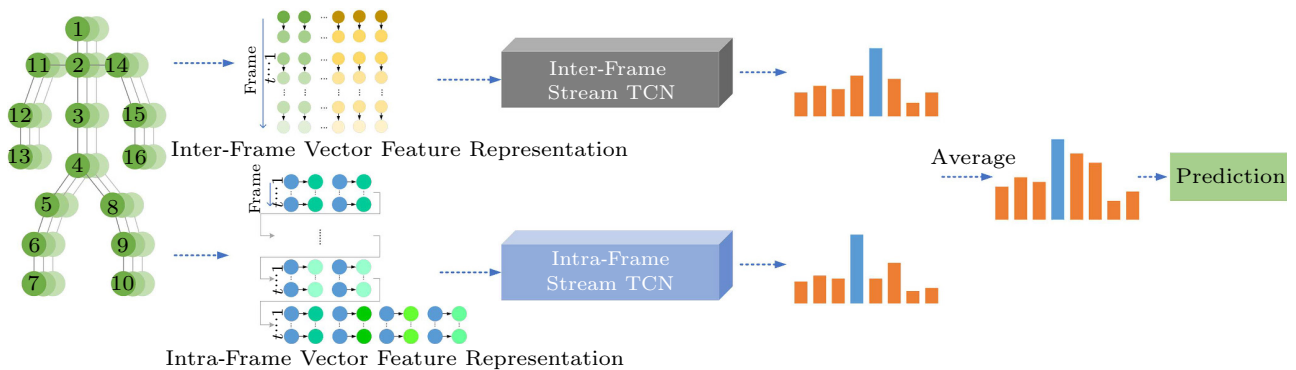 1
11 2 14
12 3 15
13 4 16
5 8
6 9
7 10
Frame
t···1
Inter-Frame Vector Feature Representation
Inter-Frame
Stream TCN
Frame
t···1
t···1
t···1
Intra-Frame Vector Feature Representation
Intra-Frame
Stream TCN
Average
Prediction